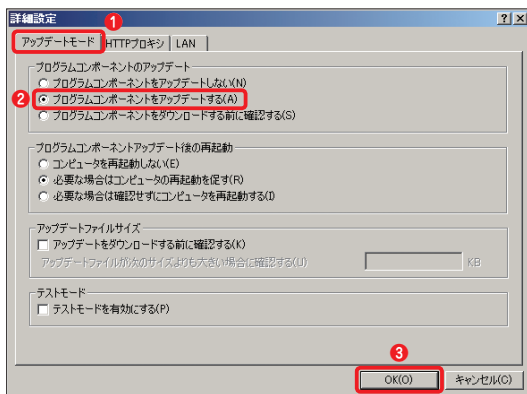 詳細設定
❶
アップデートモード HTTPプロキシ LAN
プログラムコンポーネントのアップデート
プログラムコンポーネントをアップデートしない(N)
❷ プログラムコンポーネントをアップデートする(A)
プログラムコンポーネントをダウンロードする前に確認する(S)
プログラムコンポーネントアップデート後の再起動
コンピュータを再起動しない(E)
必要な場合はコンピュータの再起動を促す(R)
必要な場合は確認せずにコンピュータを再起動する(I)
アップデートファイルサイズ
アップデートをダウンロードする前に確認する(K)
アップデートファイルが次のサイズよりも大きい場合に確認する(U) KB
テストモード
テストモードを有効にする(P)
❸
OK(O) キャンセル(C)